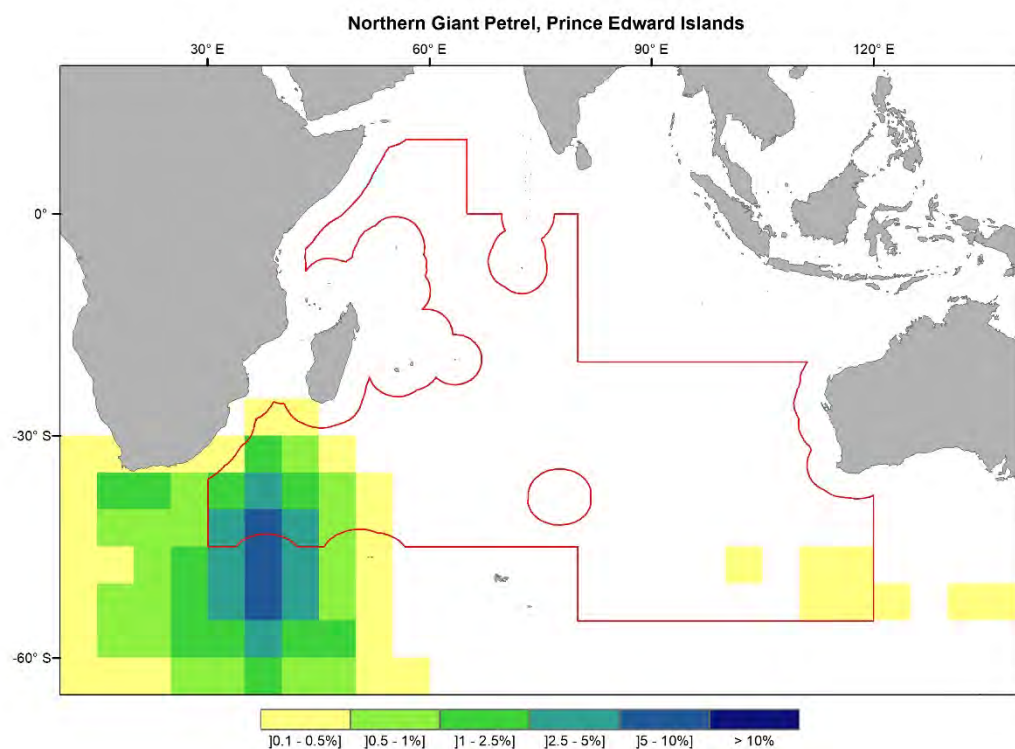 Northern Giant Petrel, Prince Edward Islands
30° E 60° E 90° E 120° E
0°
-30° S
-60° S
]0.1 - 0.5%] ]0.5 - 1%] ]1 - 2.5%] ]2.5 - 5%] ]5 - 10%] > 10%